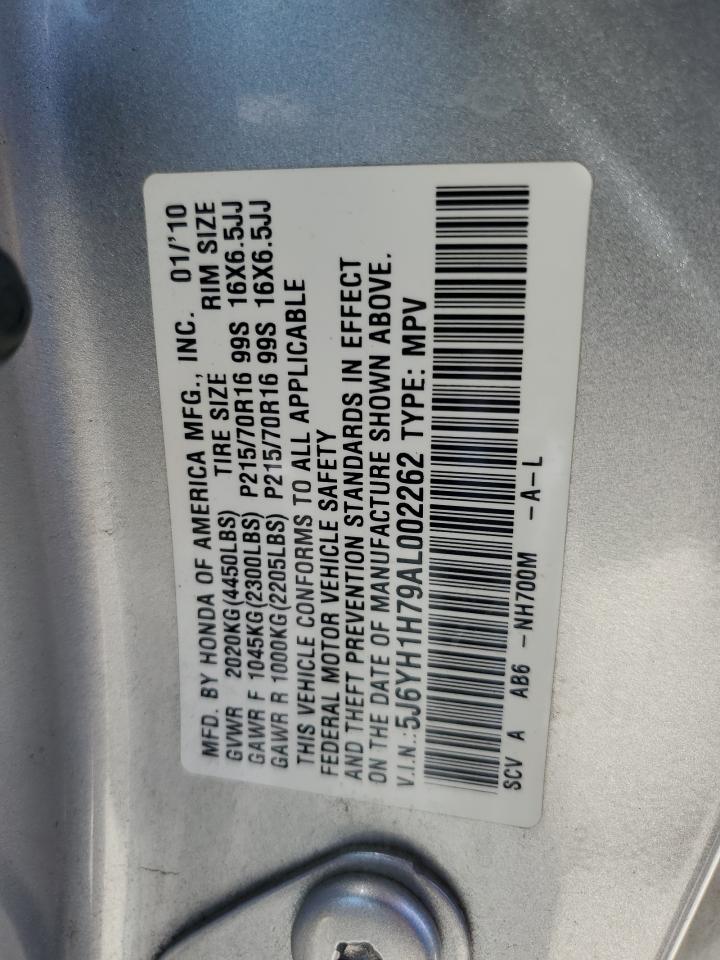 MFD. BY HONDA OF AMERICA MFG., INC. 01/'10
GVWR 2020KG(4450LBS) TIRE SIZE RIM SIZE
GAWR F 1045KG(2300LBS) P215/70R16 99S 16X6.5JJ
GAWR R 1000KG(2205LBS) P215/70R16 99S 16X6.5JJ
THIS VEHICLE CONFORMS TO ALL APPLICABLE
FEDERAL MOTOR VEHICLE SAFETY
AND THEFT PREVENTION STANDARDS IN EFFECT
ON THE DATE OF MANUFACTURE SHOWN ABOVE.
V.I.N.:5J6YH1H79AL002262 TYPE: MPV
SCV A AB6 -NH700M -A-L